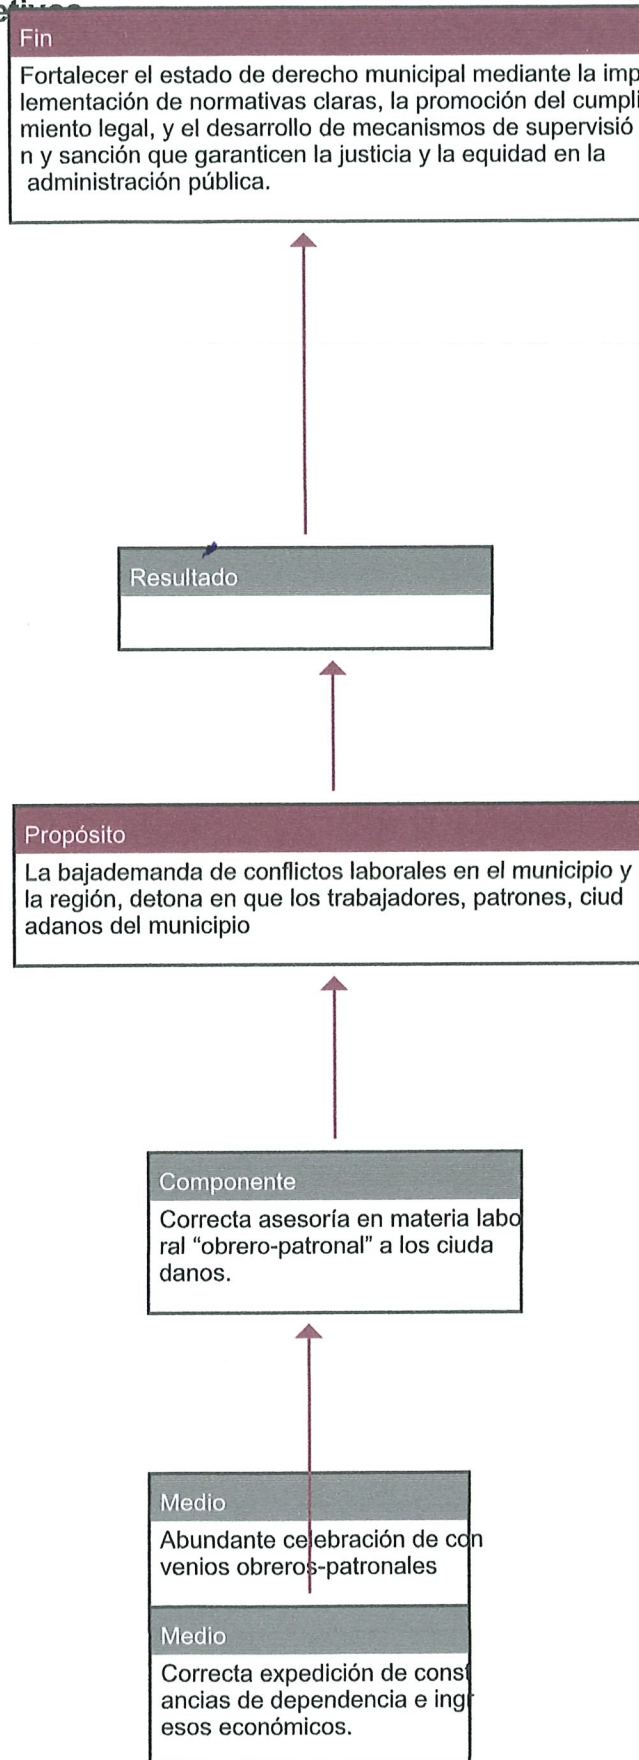 Fin
Fortalecer el estado de derecho municipal mediante la imp
lementación de normativas claras, la promoción del cumpli
miento legal, y el desarrollo de mecanismos de supervisió
n y sanción que garanticen la justicia y la equidad en la
administración pública.
Resultado
Propósito
La bajademanda de conflictos laborales en el municipio y
la región, detona en que los trabajadores, patrones, ciud
adanos del municipio
Componente
Correcta asesoría en materia labo
ral “obrero-patronal” a los ciuda
danos.
Medio
Abundante celebración de con
venios obreros-patronales
Medio
Correcta expedición de const
ancias de dependencia e ingr
esos económicos.